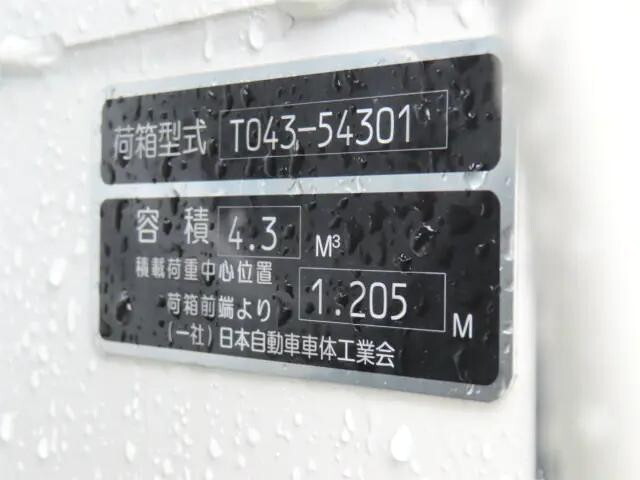 荷箱型式 T043-54301
容積 4.3 M³
積載荷重中心位置
荷箱前端より 1.205 M
(一社)日本自動車車体工業会